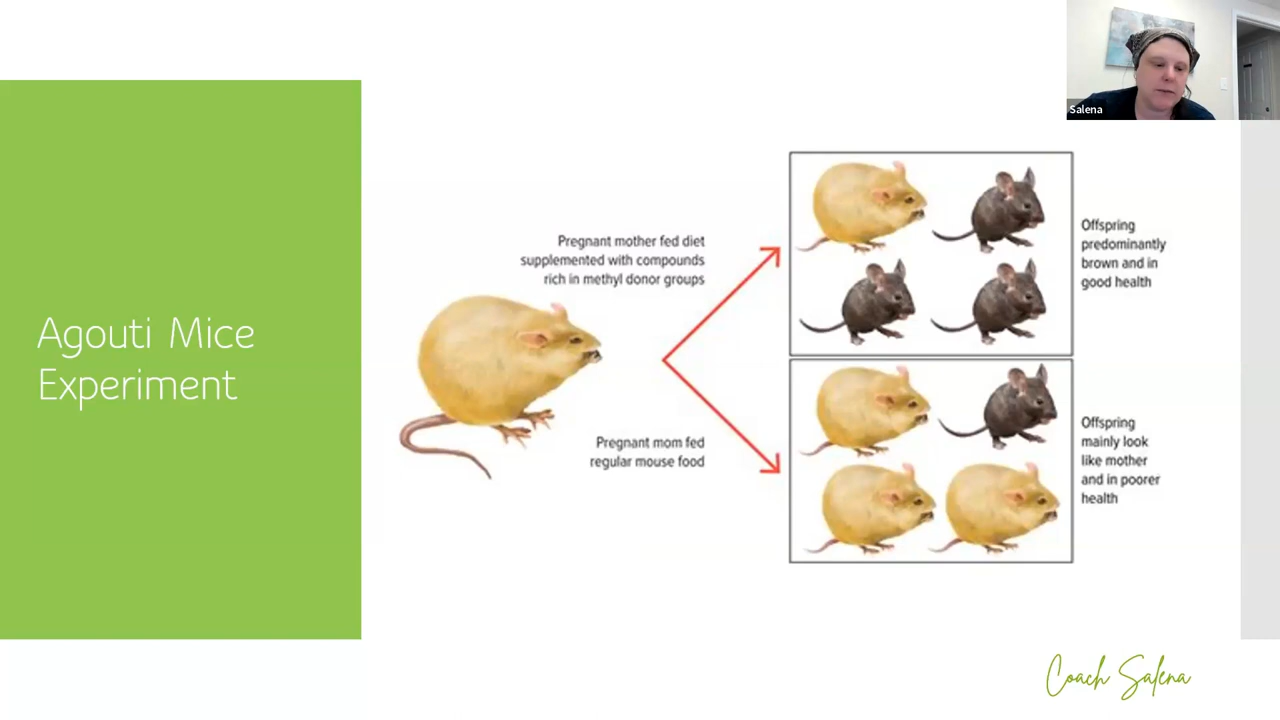 Salena
Agouti Mice
Experiment
Pregnant mother fed diet
supplemented with compounds
rich in methyl donor groups
Pregnant mom fed
regular mouse food
Offspring
predominantly
brown and in
good health
Offspring
mainly look
like mother
and in poorer
health
Coach Salena